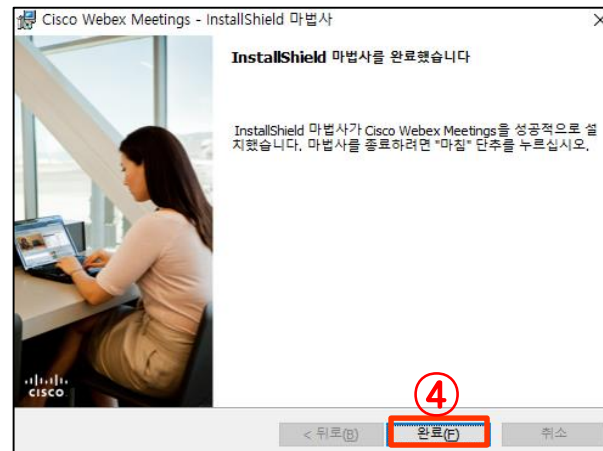 Cisco Webex Meetings - InstallShield 마법사
InstallShield 마법사를 완료했습니다
InstallShield 마법사가 Cisco Webex Meetings을 성공적으로 설
치했습니다. 마법사를 종료하려면 "마침" 단추를 누르십시오.
CISCO
④
< 뒤로(B) 완료(F) 취소